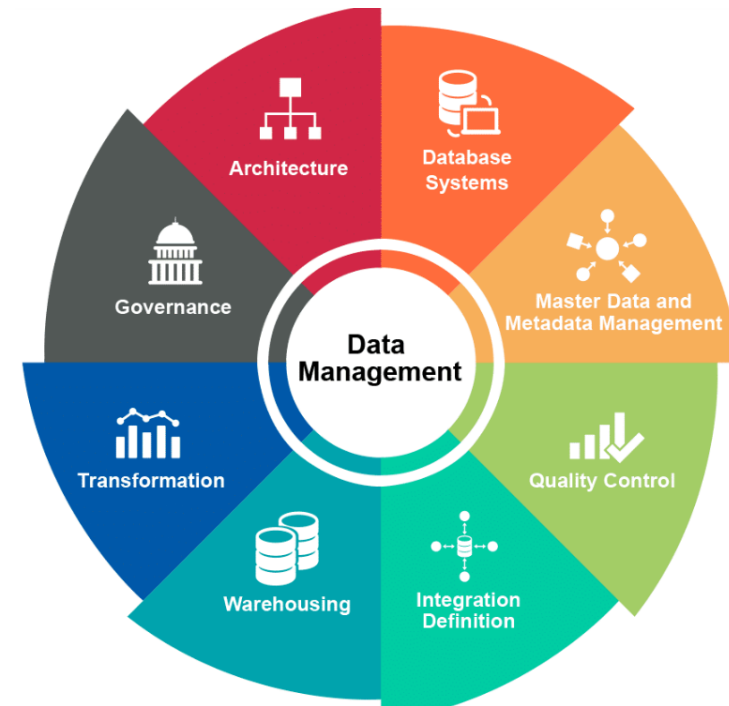 Architecture
Database
Systems
Master Data and
Metadata Management
Governance
Data
Management
Transformation
Quality Control
Warehousing
Integration
Definition